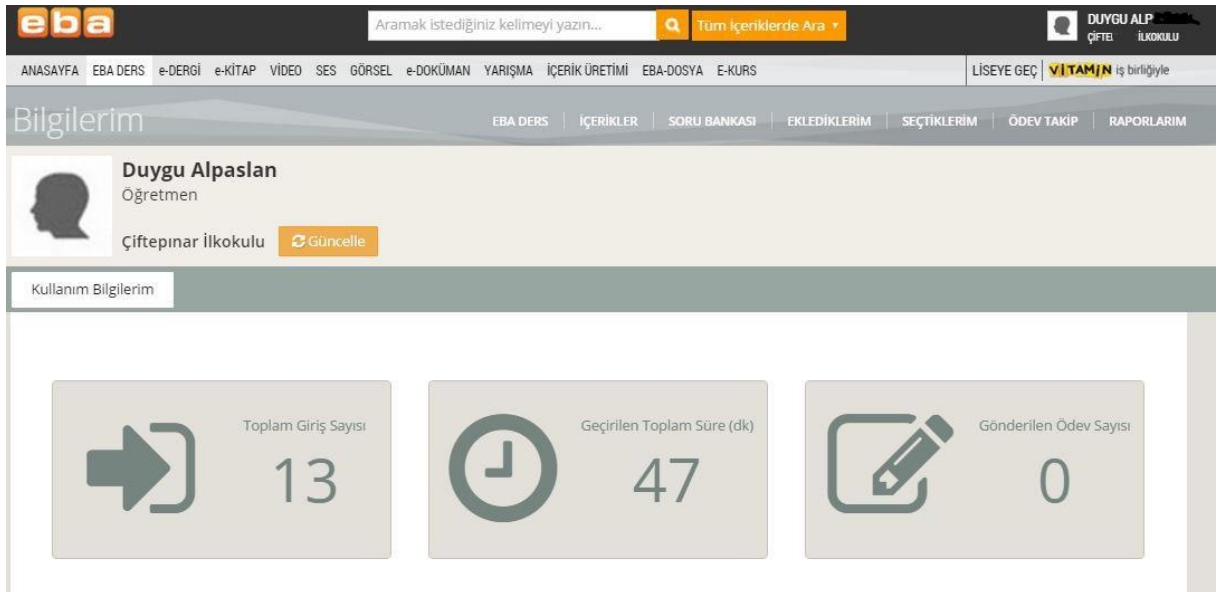 eba
Aramak istediğiniz kelimeyi yazın...
Tüm İçeriklerde Ara
DUYGU ALP
ÇİFTE İLKOKULU
ANASAYFA EBA DERS e-DERGİ e-KİTAP VİDEO SES GÖRSEL e-DOKÜMAN YARIŞMA İÇERİK ÜRETİMİ EBA-DOSYA E-KURS LİSEYE GEÇ VİTAMİN iş birliğiyle
Bilgilerim EBA DERS İÇERİKLER SORU BANKASI EKLEDİKLERİM SEÇTİKLERİM ÖDEV TAKİP RAPORLARIM
Duygu Alpaslan
Öğretmen
Çiftepınar İlkokulu Güncelle
Kullanım Bilgilerim
Toplam Giriş Sayısı
13
Geçirilen Toplam Süre (dk)
47
Gönderilen Ödev Sayısı
0